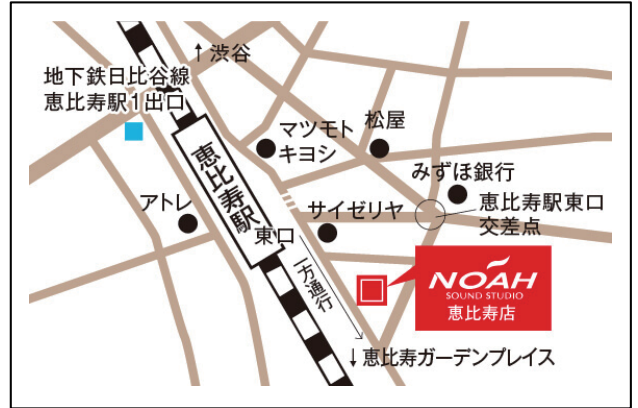 ↑渋谷
地下鉄日比谷線
恵比寿駅1出口
マツモト
キヨシ
松屋
みずほ銀行
恵比寿駅
アトレ
東口
サイゼリヤ
恵比寿駅東口
交差点
一方通行
NOAH
SOUND STUDIO
恵比寿店
↓恵比寿ガーデンプレイス